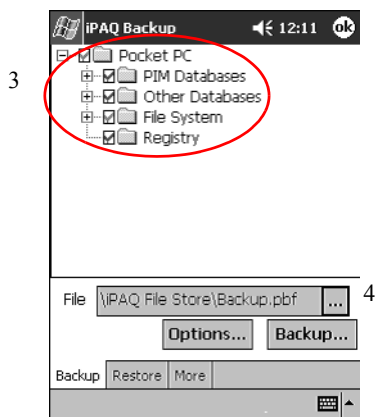 iPAQ Backup 12:11 ok
Pocket PC
3
PIM Databases
Other Databases
File System
Registry
File \iPAQ File Store\Backup.pbf ... 4
Options... Backup...
Backup Restore More